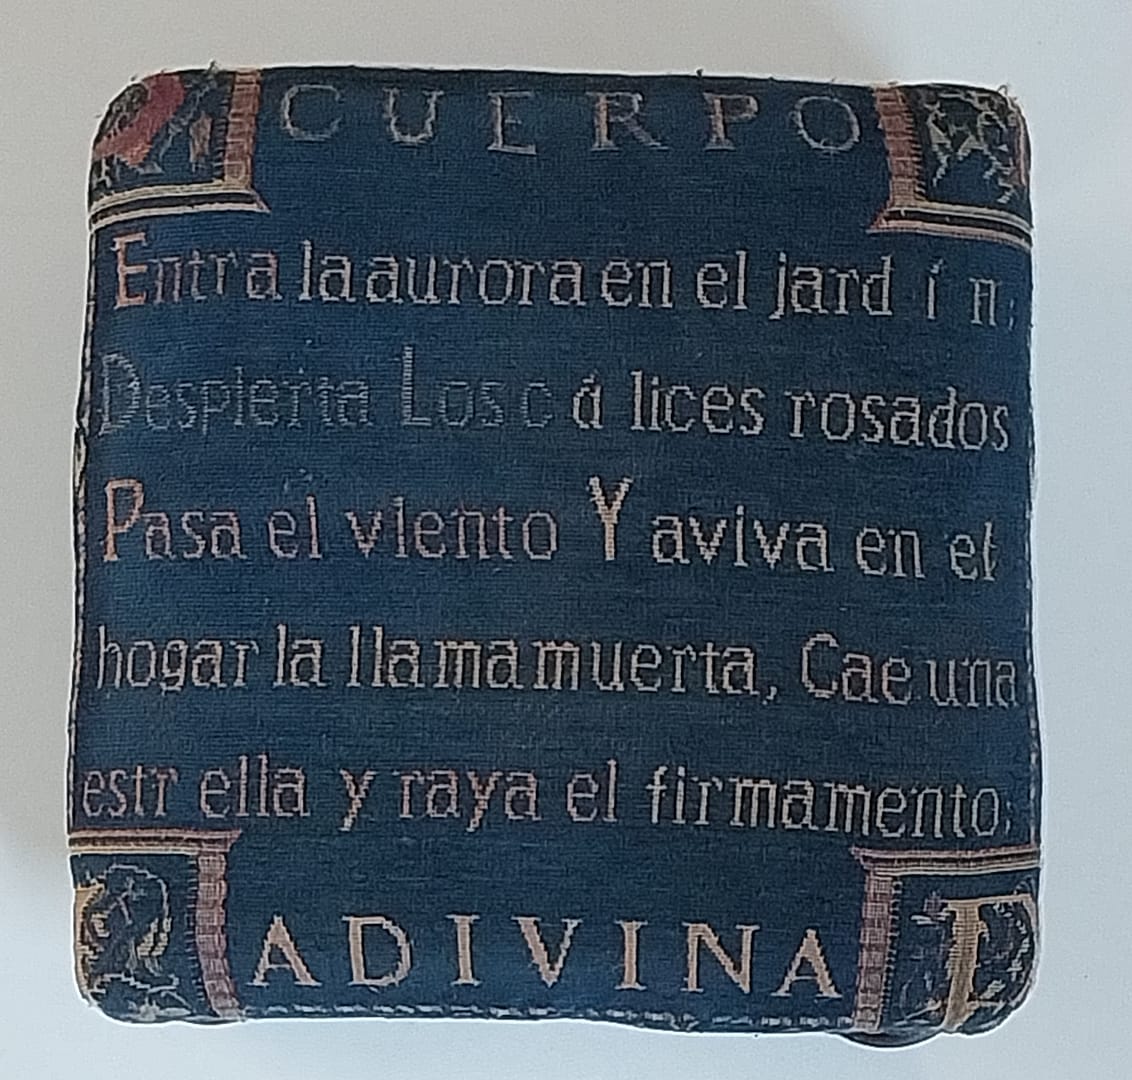 CUERPO
Entra la aurora en el jardín;
Despierta Los cálices rosados
Pasa el viento Y aviva en el
hogar la llama muerta, Cae una
estrella y raya el firmamento;
ADIVINA